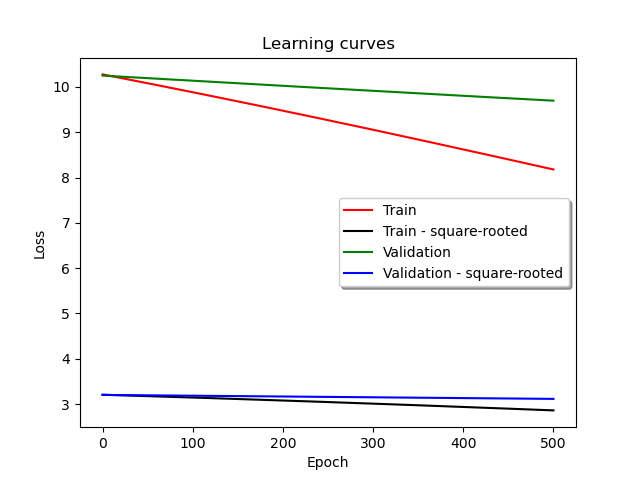 Learning curves
Loss
10
9
8
7
6
5
4
3
Train
Train - square-rooted
Validation
Validation - square-rooted
0 100 200 300 400 500
Epoch